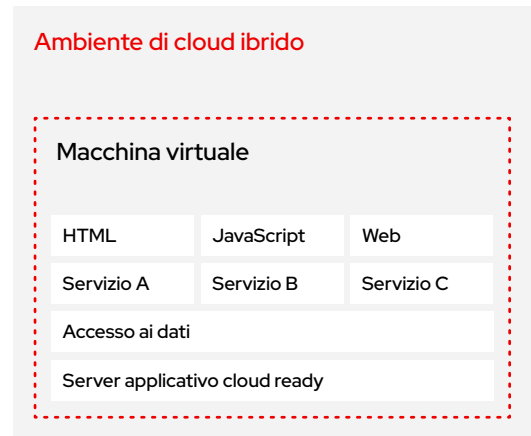 Ambiente di cloud ibrido
Macchina virtuale
HTML
JavaScript
Web
Servizio A
Servizio B
Servizio C
Accesso ai dati
Server applicativo cloud ready